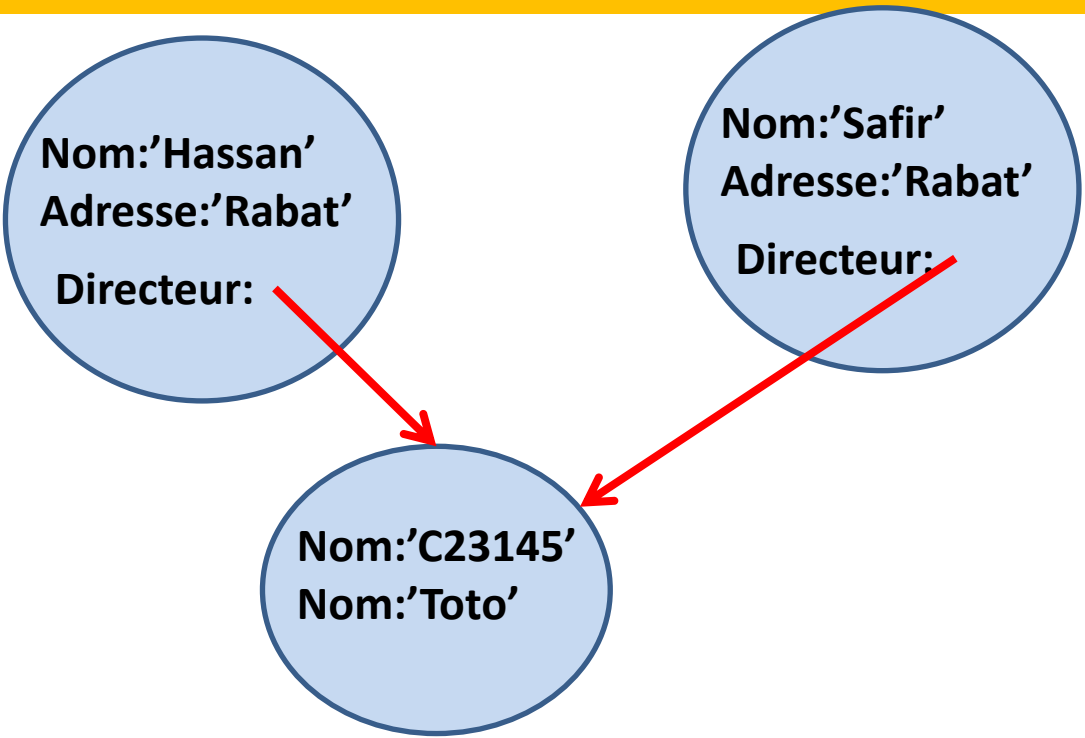 Nom:’Hassan’
Adresse:’Rabat’
Directeur:
Nom:’Safir’
Adresse:’Rabat’
Directeur:
Nom:’C23145’
Nom:’Toto’